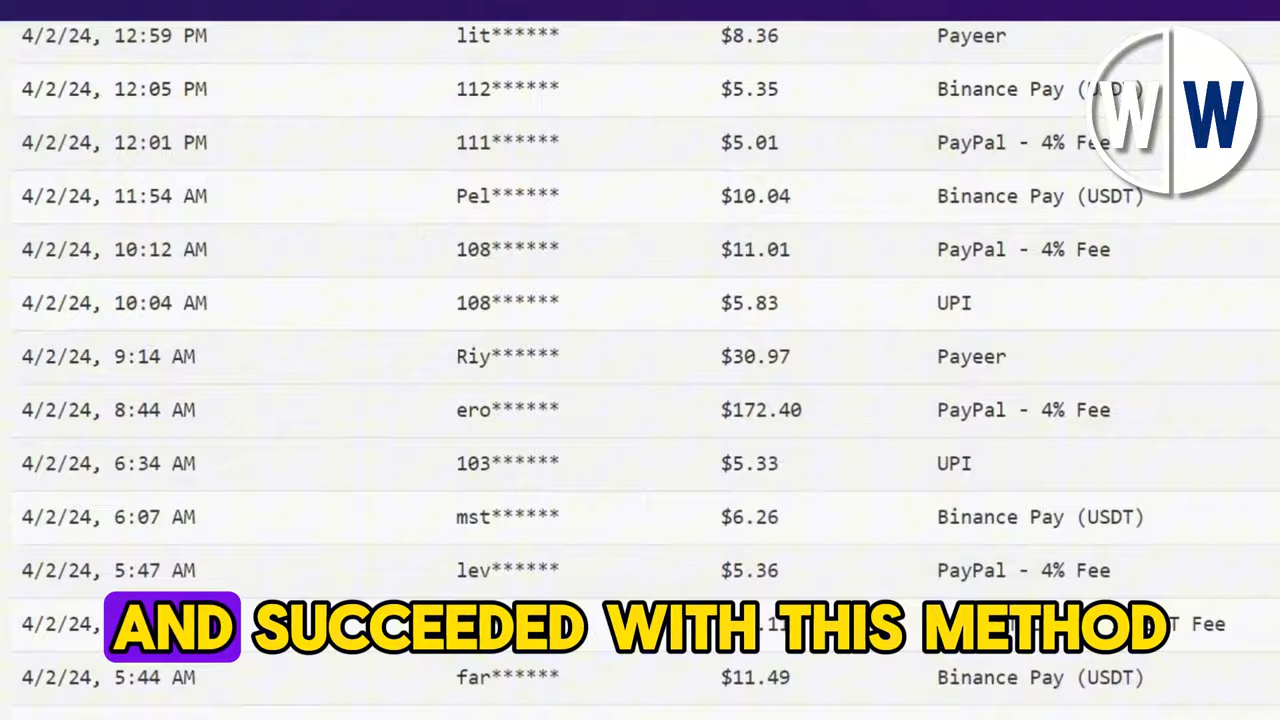 4/2/24, 12:59 PM lit****** $8.36 Payeer
4/2/24, 12:05 PM 112****** $5.35 Binance Pay (USDT)
4/2/24, 12:01 PM 111****** $5.01 PayPal - 4% Fee
4/2/24, 11:54 AM Pel****** $10.04 Binance Pay (USDT)
4/2/24, 10:12 AM 108****** $11.01 PayPal - 4% Fee
4/2/24, 10:04 AM 108****** $5.83 UPI
4/2/24, 9:14 AM Riy****** $30.97 Payeer
4/2/24, 8:44 AM ero****** $172.40 PayPal - 4% Fee
4/2/24, 6:34 AM 103****** $5.33 UPI
4/2/24, 6:07 AM mst****** $6.26 Binance Pay (USDT)
4/2/24, 5:47 AM lev****** $5.36 PayPal - 4% Fee
4/2/24, Fee
AND SUCCEEDED WITH THIS METHOD
4/2/24, 5:44 AM far****** $11.49 Binance Pay (USDT)
W W